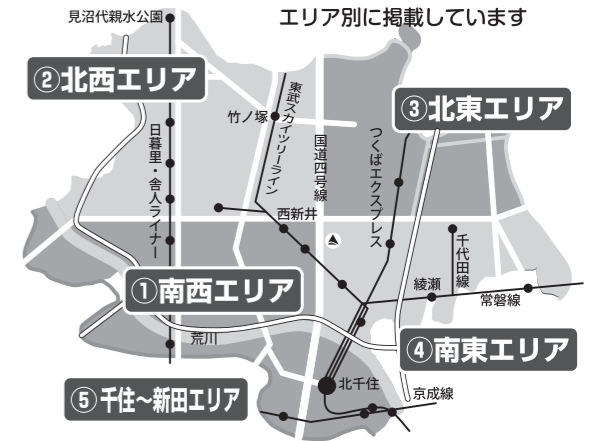 エリア別に掲載しています
見沼代親水公園
②北西エリア
③北東エリア
竹ノ塚
東武スカイツリーライン
国道四号線
つくばエクスプレス
日暮里・舎人ライナー
西新井
千代田線
綾瀬
常磐線
①南西エリア
荒川
④南東エリア
⑤千住～新田エリア
北千住
京成線